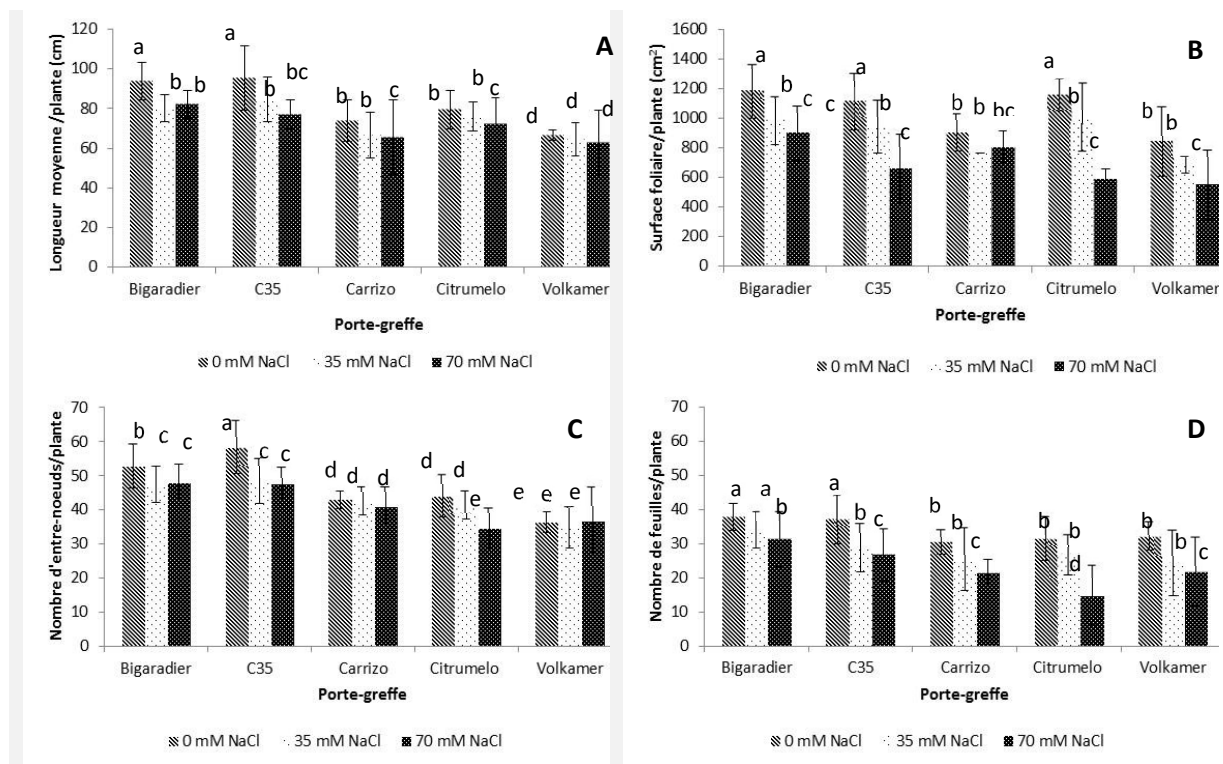 A
Longueur moyenne /plante (cm)
120
100
80
60
40
20
0
a b b
a b bc
b b c
b b c
d d d
Bigaradier C35 Carrizo Citrumelo Volkamer
Porte-greffe
0 mM NaCl 35 mM NaCl 70 mM NaCl
B
Surface foliaire/plante (cm²)
1600
1400
1200
1000
800
600
400
200
0
a b c
c a b c
b b bc
a b c
b b c
Bigaradier C35 Carrizo Citrumelo Volkamer
Porte-greffe
0 mM NaCl 35 mM NaCl 70 mM NaCl
C
Nombre d'entre-noeuds/plante
70
60
50
40
30
20
10
0
b c c
a c c
d d d
d d e
e e e
Bigaradier C35 Carrizo Citrumelo Volkamer
Porte-greffe
0 mM NaCl 35 mM NaCl 70 mM NaCl
D
Nombre de feuilles/plante
70
60
50
40
30
20
10
0
a a b
a b c
b b c
b b d
b b c
Bigaradier C35 Carrizo Citrumelo Volkamer
Porte-greffe
0 mM NaCl 35 mM NaCl 70 mM NaCl